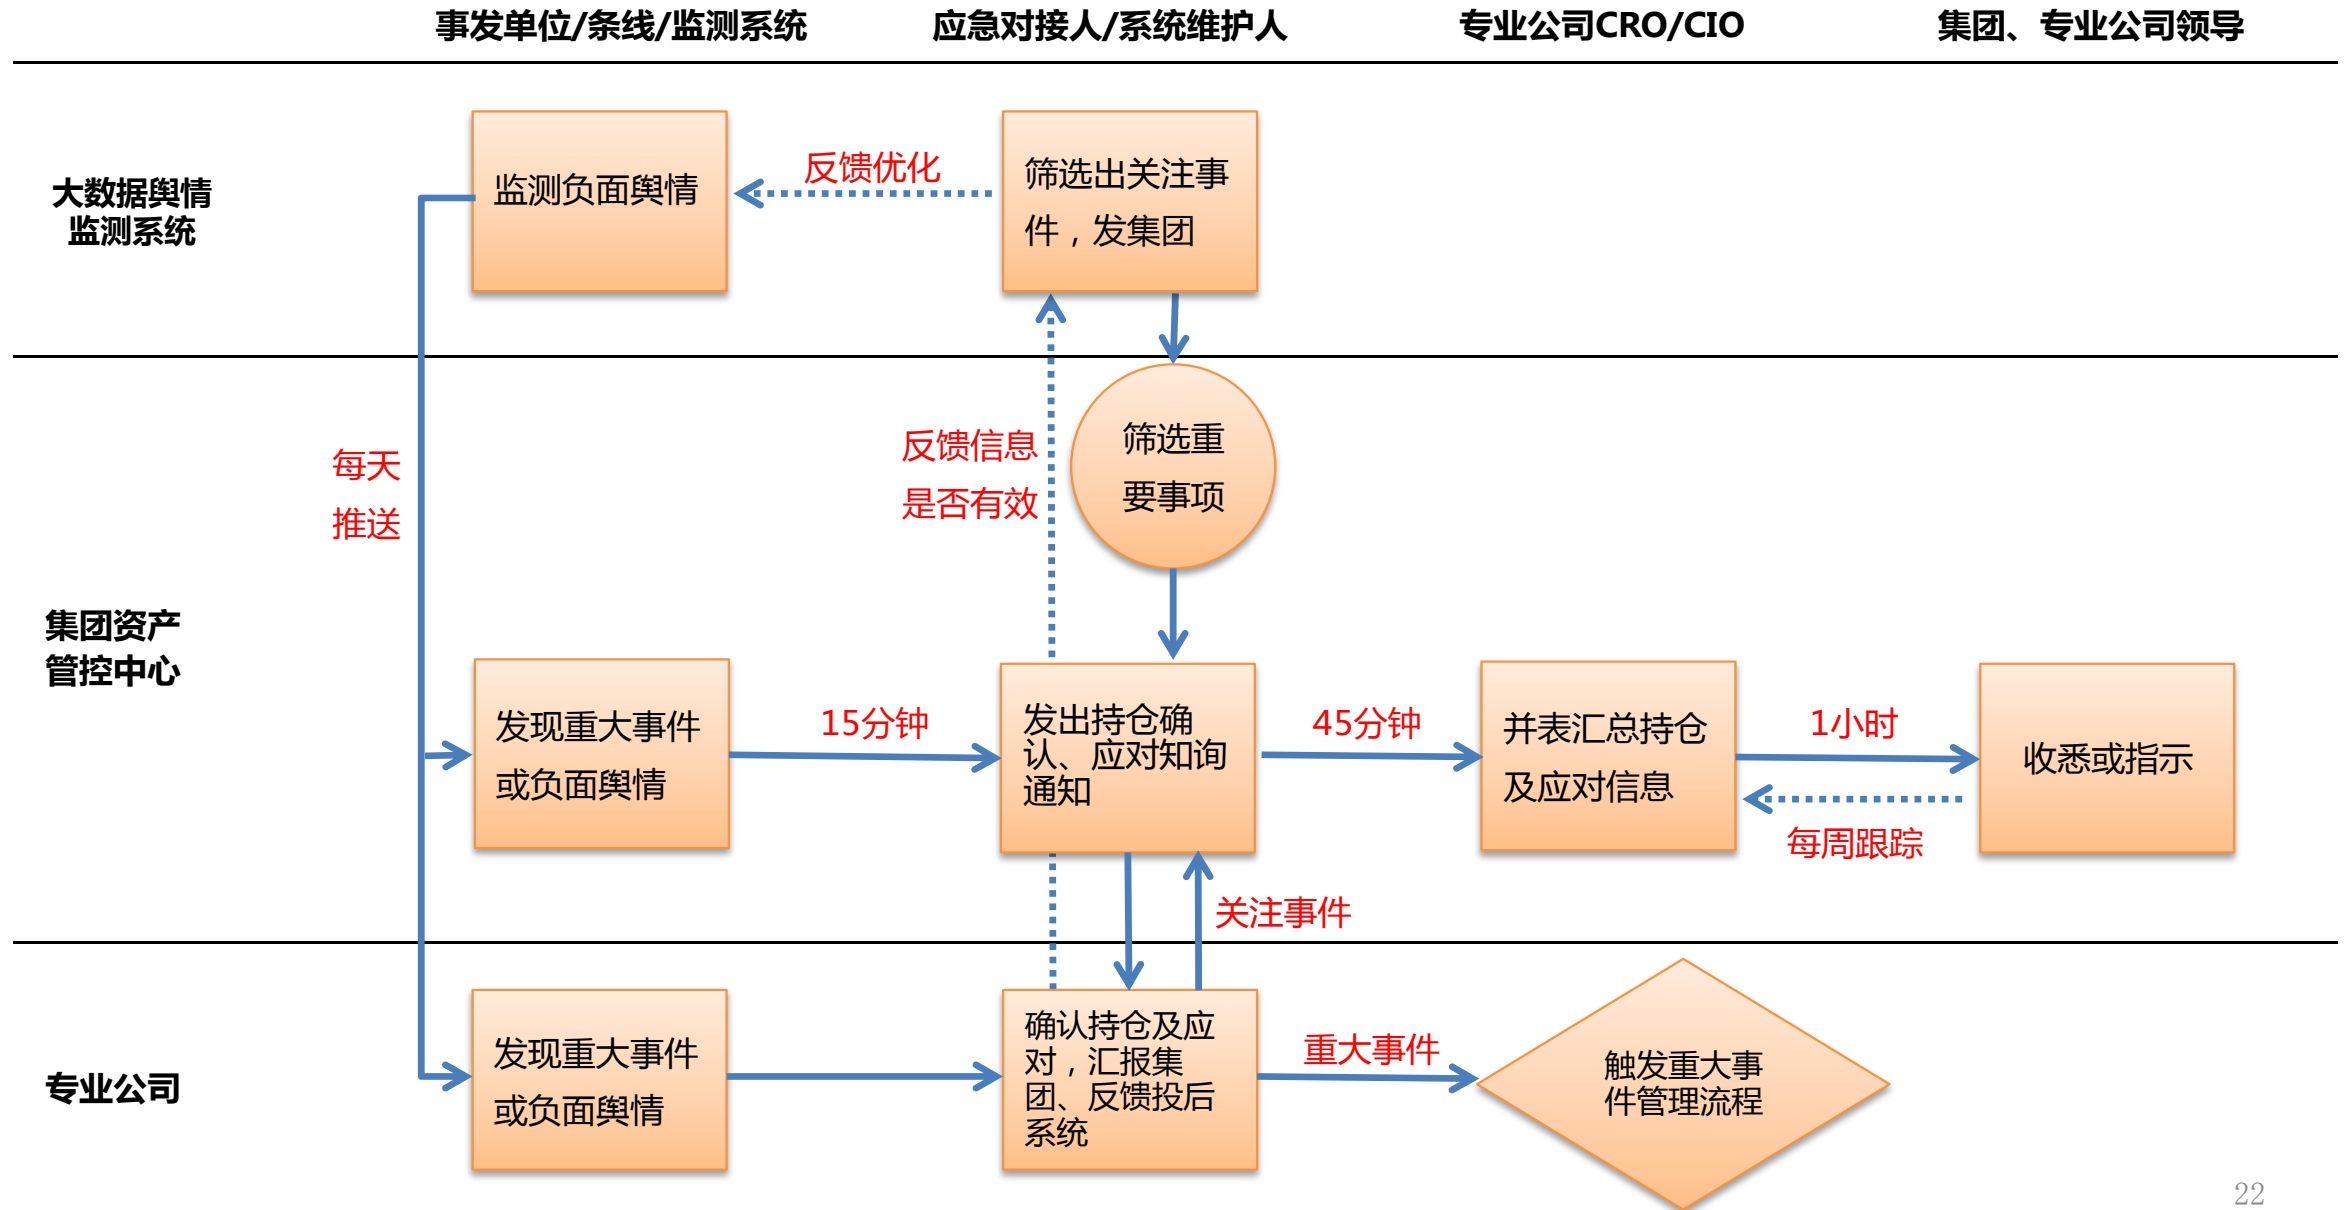 事发单位/条线/监测系统
应急对接人/系统维护人
专业公司CRO/CIO
集团、专业公司领导
大数据舆情
监测系统
监测负面舆情
反馈优化
筛选出关注事
件，发集团
每天
推送
反馈信息
是否有效
筛选重
要事项
集团资产
管控中心
发现重大事件
或负面舆情
15分钟
发出持仓确
认、应对知询
通知
45分钟
并表汇总持仓
及应对信息
1小时
每周跟踪
收悉或指示
关注事件
专业公司
发现重大事件
或负面舆情
确认持仓及应
对，汇报集
团、反馈投后
系统
重大事件
触发重大事
件管理流程
22